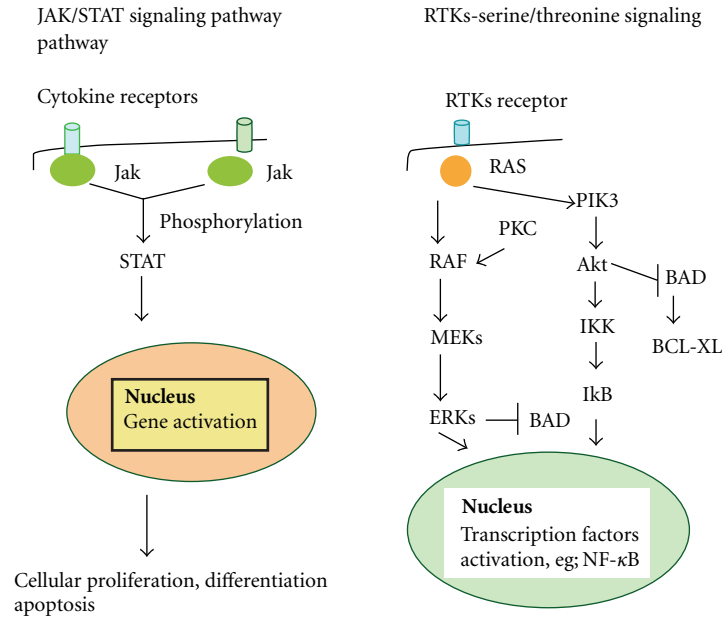 JAK/STAT signaling pathway
pathway
Cytokine receptors
Jak
Jak
Phosphorylation
STAT
Nucleus
Gene activation
Cellular proliferation, differentiation
apoptosis
RTKs-serine/threonine signaling
RTKs receptor
RAS
PIK3
PKC
RAF
Akt
BAD
MEKs
IKK
BCL-XL
IkB
ERKs
BAD
Nucleus
Transcription factors
activation, eg; NF-κB